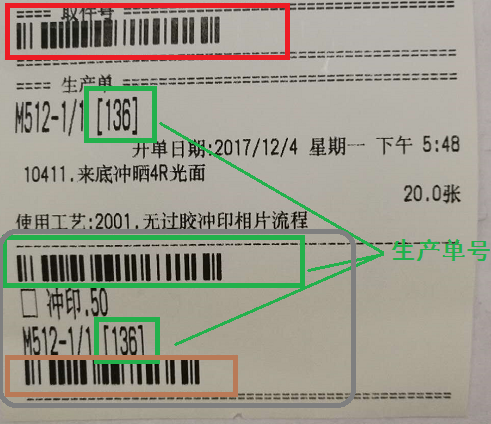 ==== 取件号 ====
==== 生产单 ====
M512-1/1 [136]
开单日期:2017/12/4 星期一 下午 5:48
10411.来底冲晒4R光面
20.0张
使用工艺:2001.无过胶冲印相片流程
生产单号
□ 冲印.50
M512-1/1 [136]